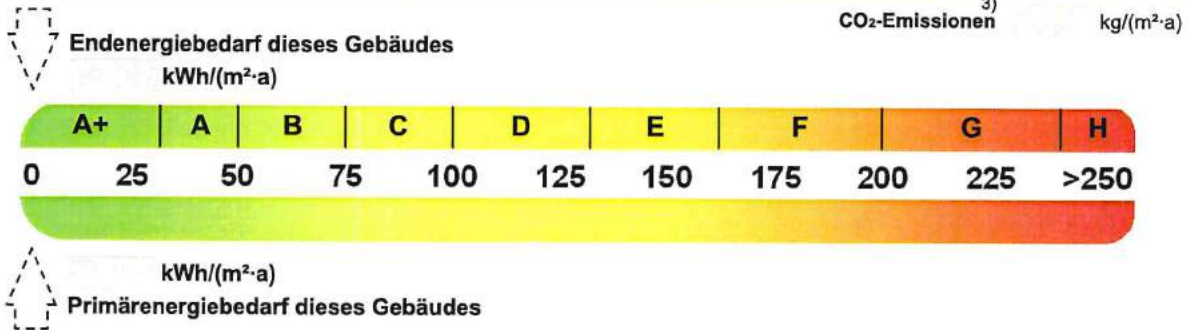 3)
CO₂-Emissionen kg/(m²·a)
Endenergiebedarf dieses Gebäudes
kWh/(m²·a)
A+ A B C D E F G H
0 25 50 75 100 125 150 175 200 225 >250
kWh/(m²·a)
Primärenergiebedarf dieses Gebäudes